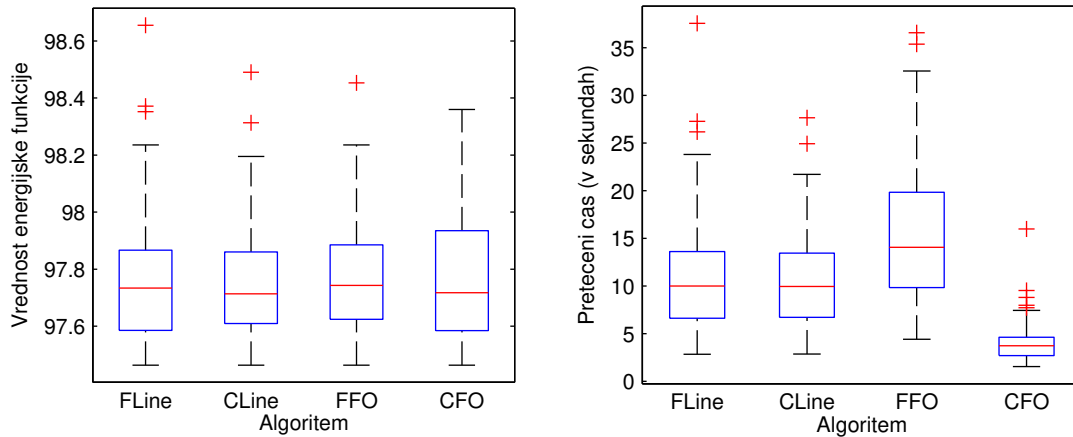 Vrednost energijske funkcije
98.6
98.4
98.2
98
97.8
97.6
FLine CLine FFO CFO
Algoritem
Preteceni cas (v sekundah)
35
30
25
20
15
10
5
0
FLine CLine FFO CFO
Algoritem